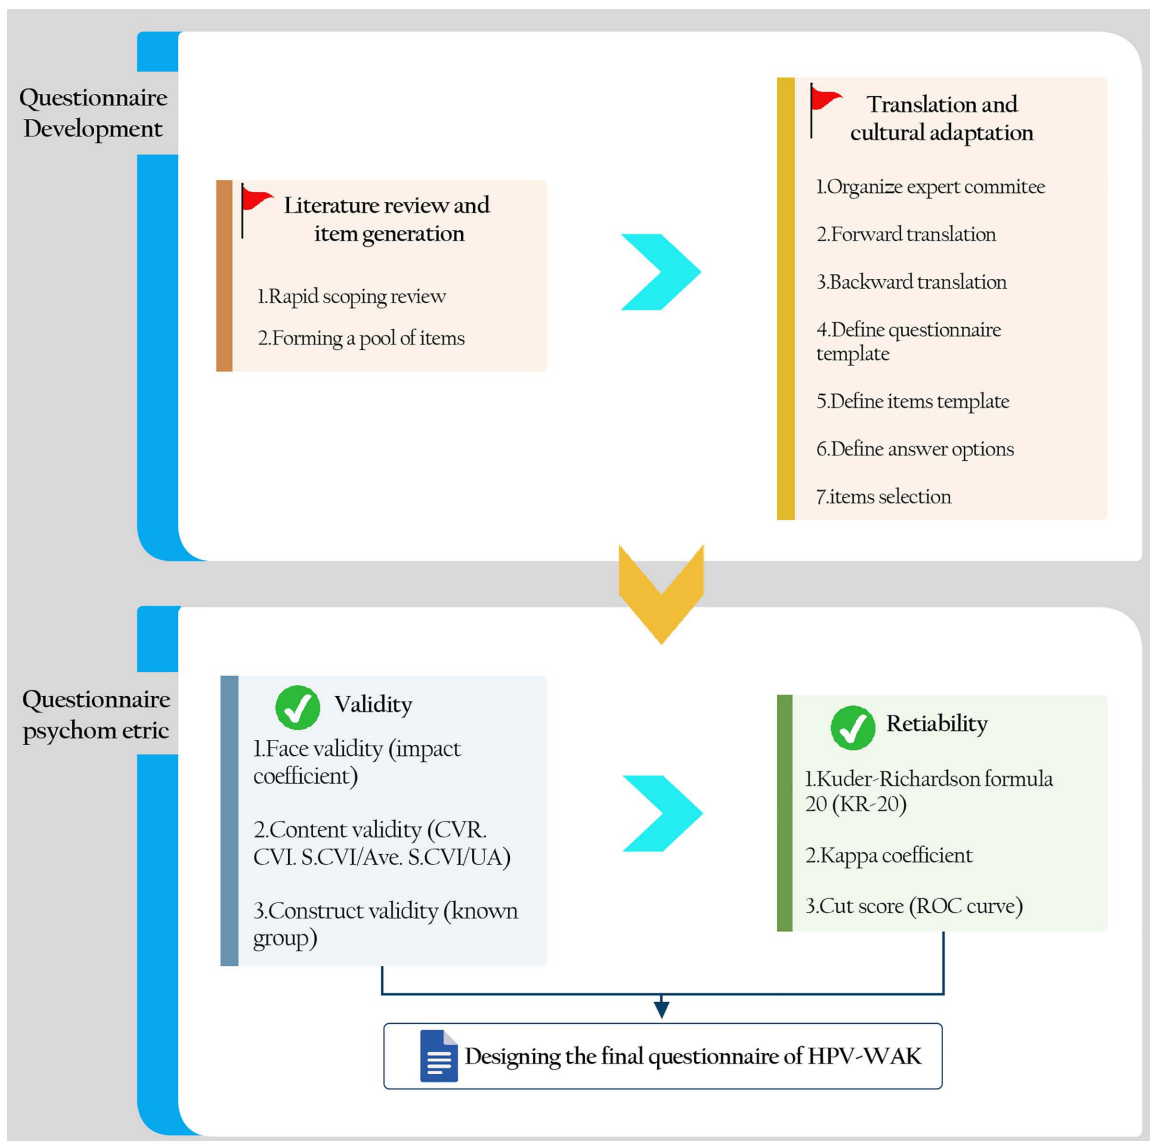 Questionnaire
Development
Literature review and
item generation
1.Rapid scoping review
2.Forming a pool of items
Translation and
cultural adaptation
1.Organize expert commitee
2.Forward translation
3.Backward translation
4.Define questionnaire
template
5.Define items template
6.Define answer options
7.items selection
Questionnaire
psychom etric
Validity
1.Face validity (impact
coefficient)
2.Content validity (CVR.
CVI. S.CVI/Ave. S.CVI/UA)
3.Construct validity (known
group)
Retiability
1.Kuder-Richardson formula
20 (KR-20)
2.Kappa coefficient
3.Cut score (ROC curve)
Designing the final questionnaire of HPV-WAK